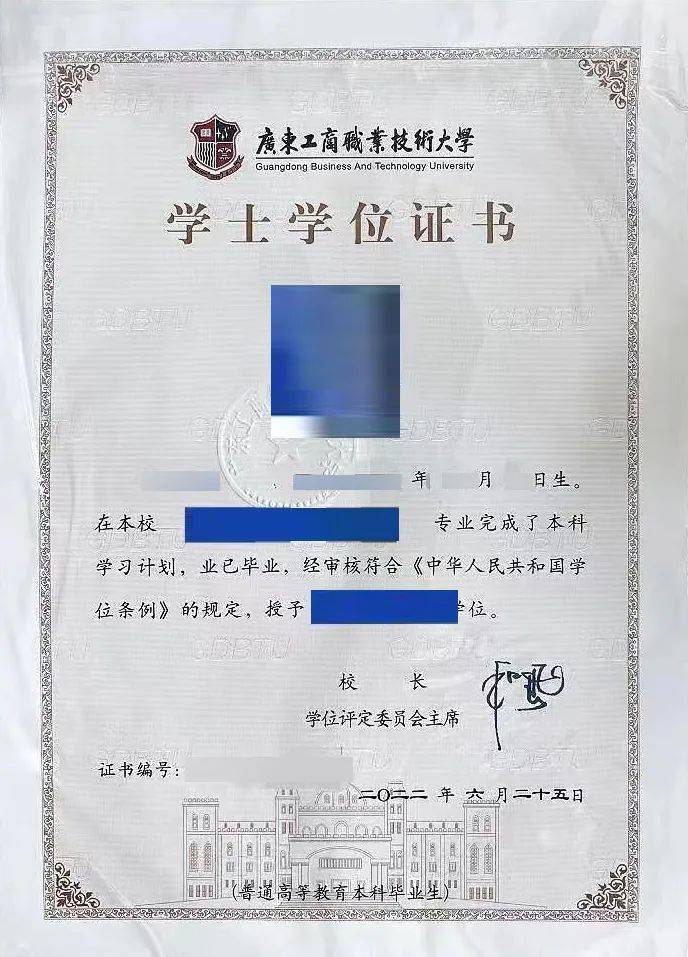 廣東工商職業技術大學
Guangdong Business And Technology University
学士学位证书
GDBTU
年 月 日生。
在本校 专业完成了本科
学习计划，业已毕业，经审核符合《中华人民共和国学
位条例》的规定，授予 学位。
校 长
学位评定委员会主席
证书编号：
二〇二二 年 六 月二十五日
(普通高等教育本科毕业生)